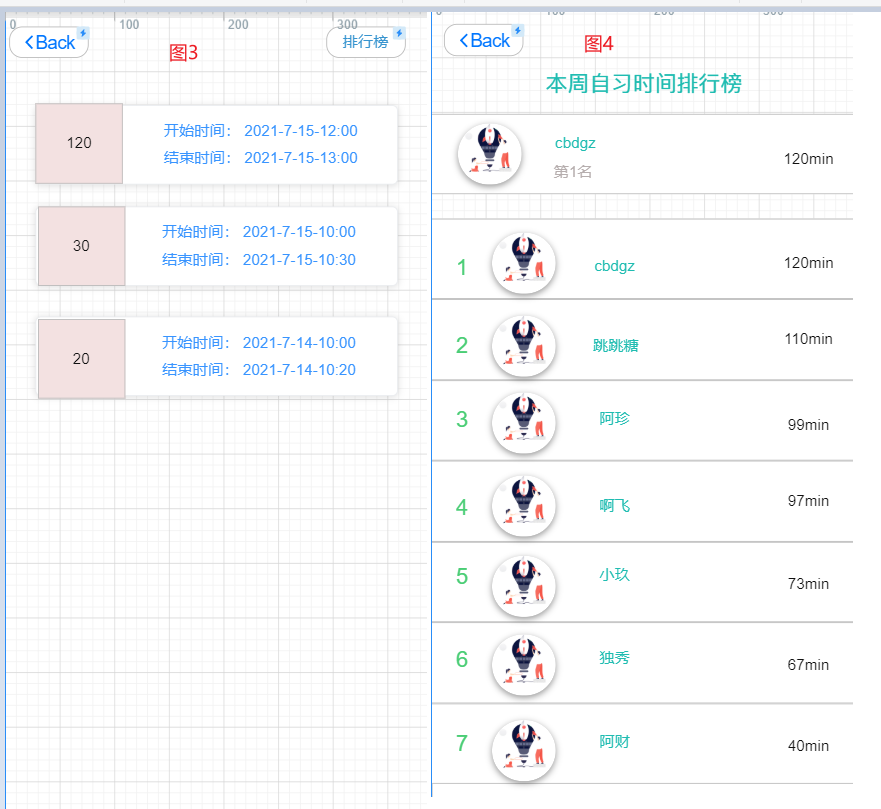 0 100 200 300
Back
图3
排行榜
120
开始时间： 2021-7-15-12:00
结束时间： 2021-7-15-13:00
30
开始时间： 2021-7-15-10:00
结束时间： 2021-7-15-10:30
20
开始时间： 2021-7-14-10:00
结束时间： 2021-7-14-10:20
0 100 200 300
Back
图4
本周自习时间排行榜
cbdgz
第1名
120min
1 cbdgz 120min
2 跳跳糖 110min
3 阿珍 99min
4 啊飞 97min
5 小玖 73min
6 独秀 67min
7 阿财 40min